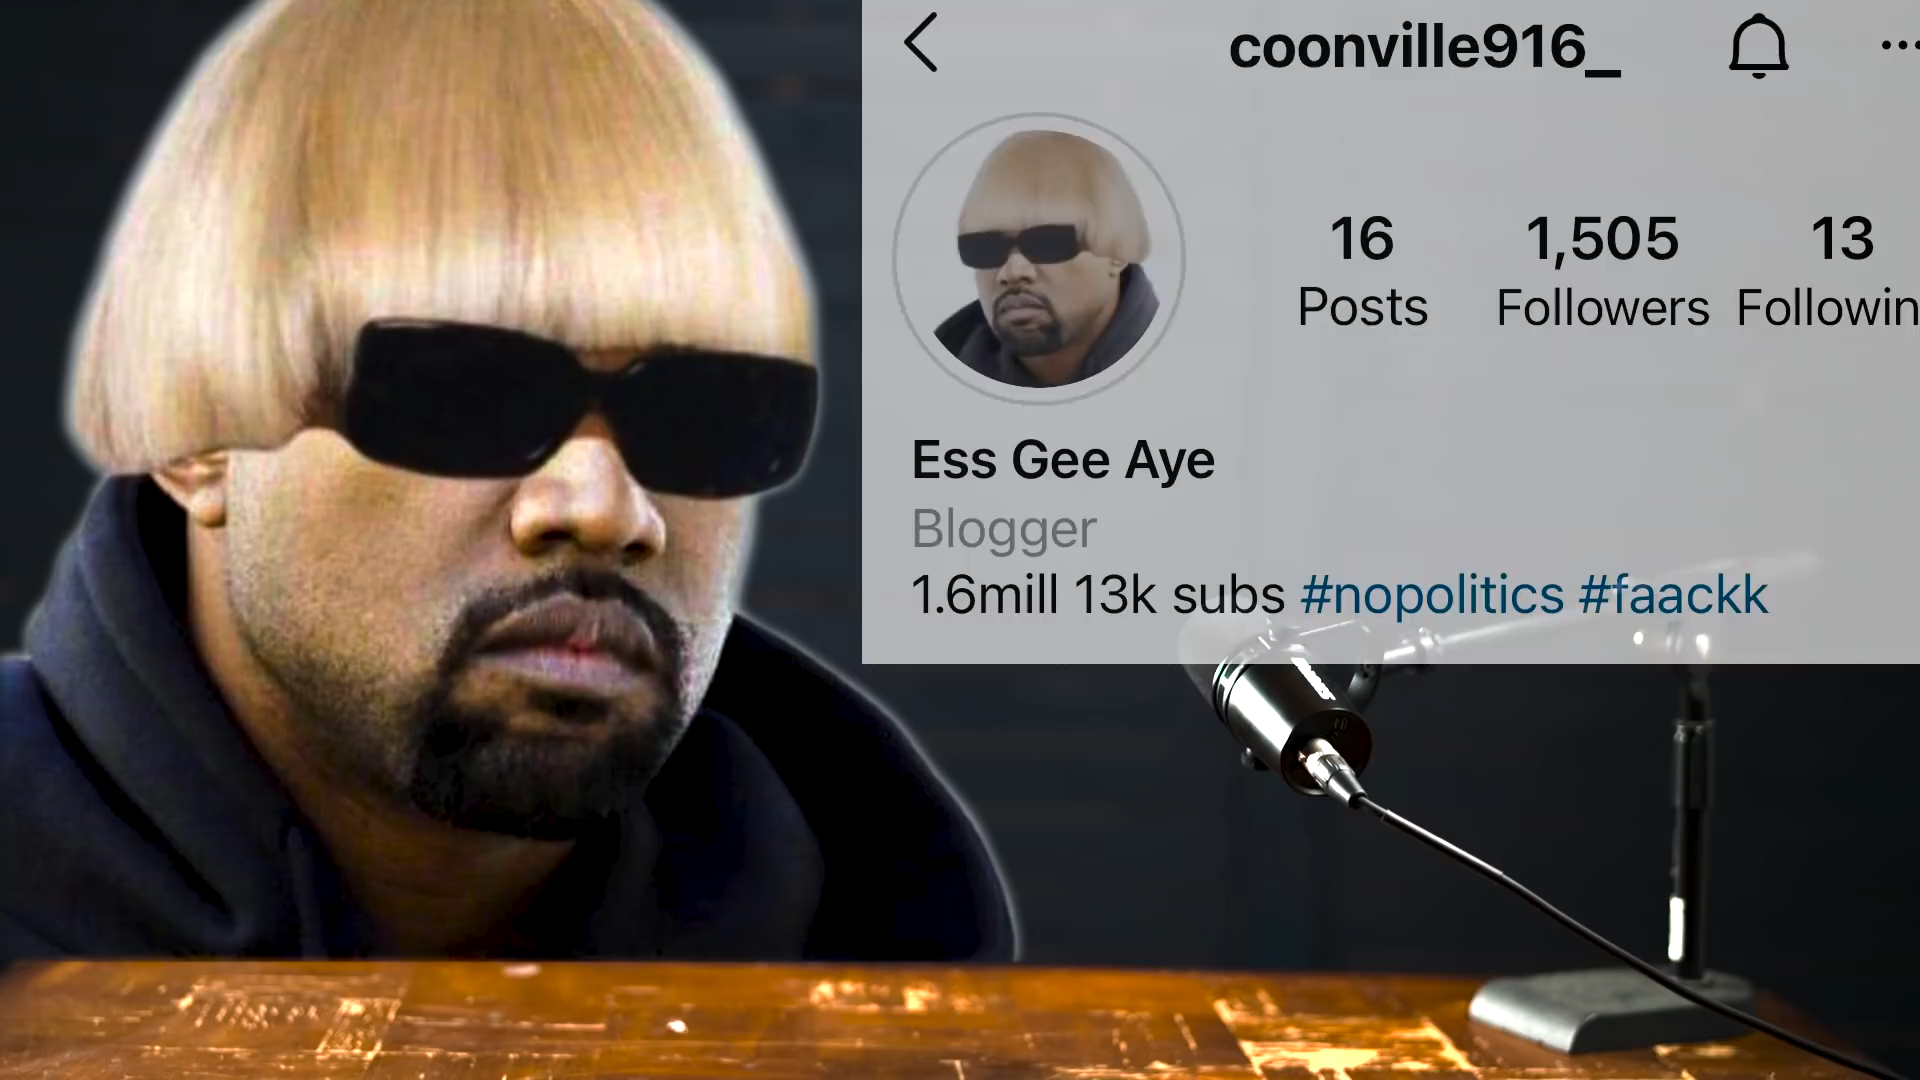 coonville916_
16 1,505 13
Posts Followers Followin
Ess Gee Aye
Blogger
1.6mill 13k subs #nopolitics #faackk